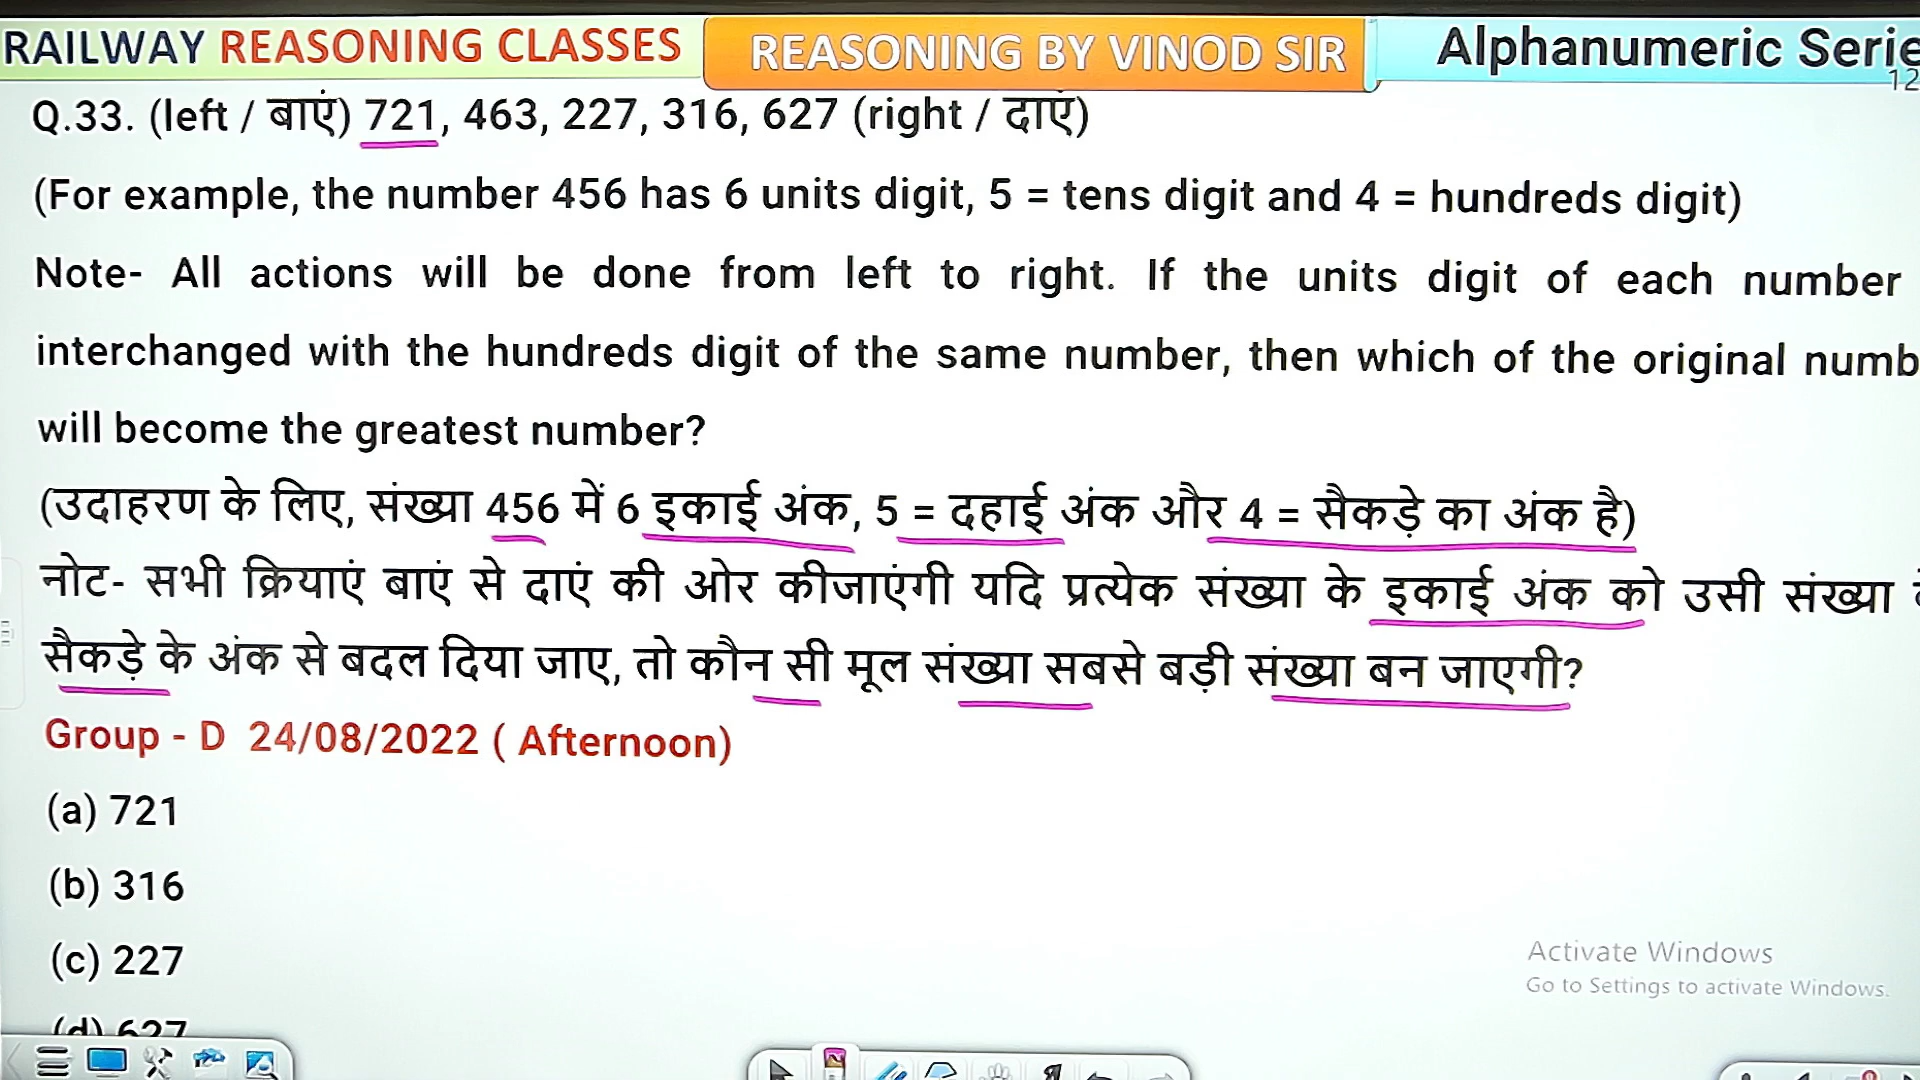 RAILWAY REASONING CLASSES REASONING BY VINOD SIR Alphanumeric Serie
12
Q.33. (left / बाएं) 721, 463, 227, 316, 627 (right / दाएं)
(For example, the number 456 has 6 units digit, 5 = tens digit and 4 = hundreds digit)
Note- All actions will be done from left to right. If the units digit of each number
interchanged with the hundreds digit of the same number, then which of the original numb
will become the greatest number?
(उदाहरण के लिए, संख्या 456 में 6 इकाई अंक, 5 = दहाई अंक और 4 = सैकड़े का अंक है)
नोट- सभी क्रियाएं बाएं से दाएं की ओर कीजाएंगी यदि प्रत्येक संख्या के इकाई अंक को उसी संख्या
सैकड़े के अंक से बदल दिया जाए, तो कौन सी मूल संख्या सबसे बड़ी संख्या बन जाएगी?
Group - D 24/08/2022 ( Afternoon)
(a) 721
(b) 316
(c) 227
(d) 627
Activate Windows
Go to Settings to activate Windows.